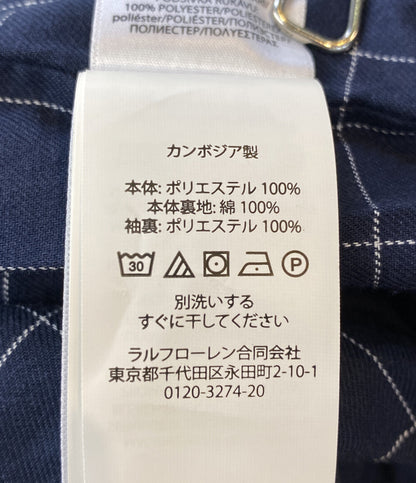 100% POLYESTER/POLIESTER
poliéster/POLIÉSTER
ПОЛИЕСТЕР/ПОЛУЕΣΤΕΡΑΣ
カンボジア製
本体: ポリエステル 100%
本体裏地: 綿 100%
袖裏: ポリエステル 100%
30
P
別洗いする
すぐに干してください
ラルフローレン合同会社
東京都千代田区永田町2-10-1
0120-3274-20